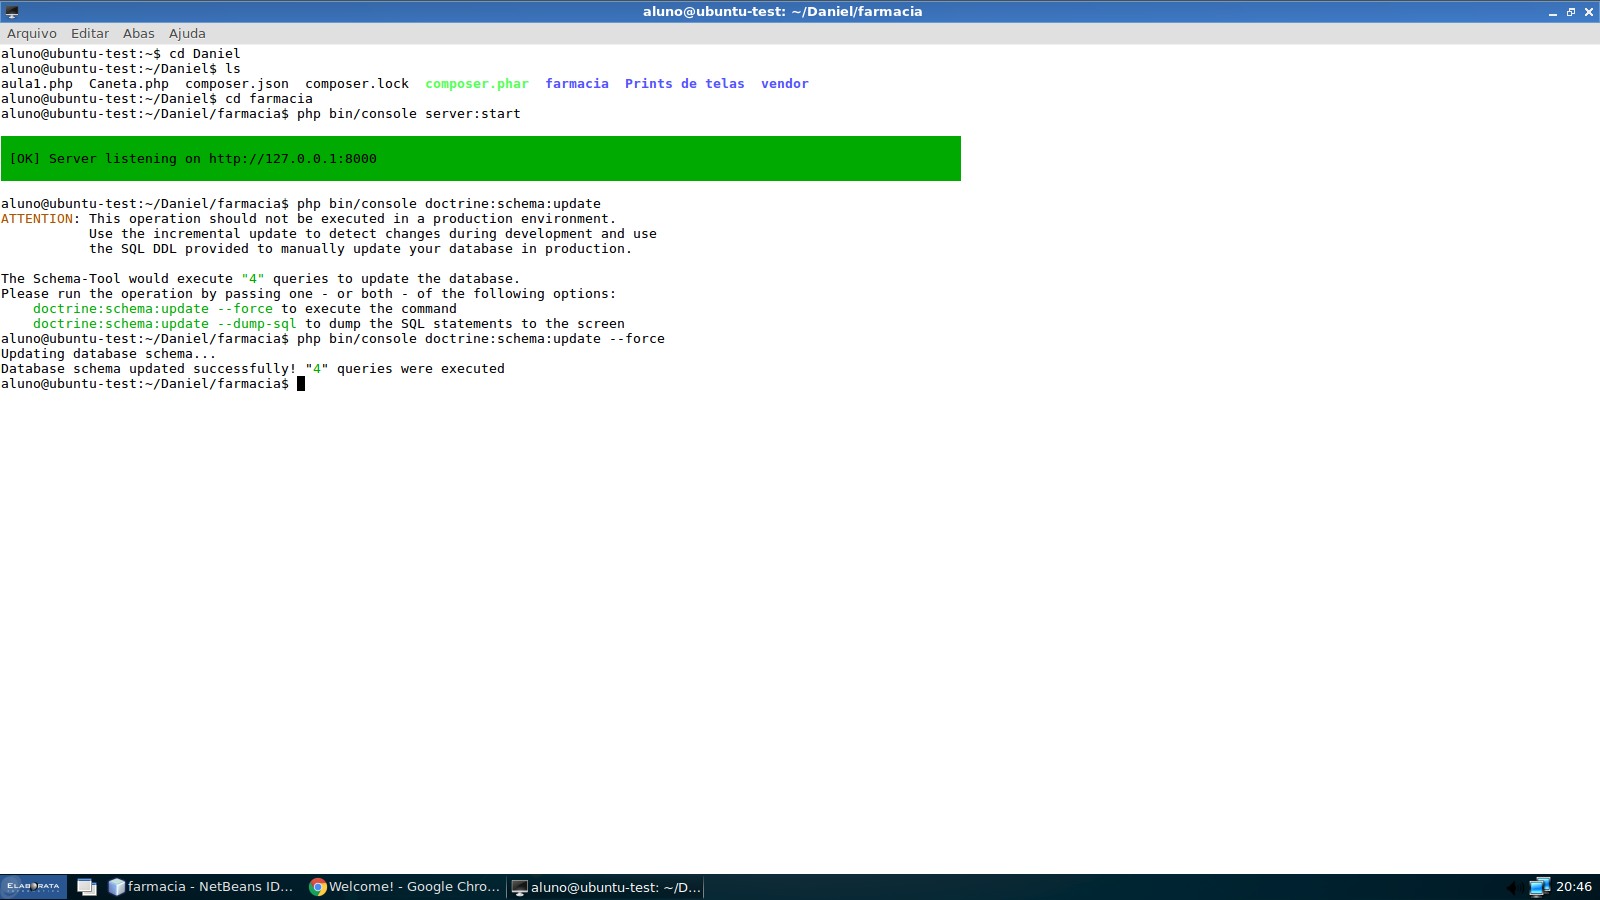 aluno@ubuntu-test: ~/Daniel/farmacia
Arquivo Editar Abas Ajuda
aluno@ubuntu-test:~$ cd Daniel
aluno@ubuntu-test:~/Daniel$ ls
aula1.php  Caneta.php  composer.json  composer.lock  composer.phar  farmacia  Prints de telas  vendor
aluno@ubuntu-test:~/Daniel$ cd farmacia
aluno@ubuntu-test:~/Daniel/farmacia$ php bin/console server:start
[OK] Server listening on http://127.0.0.1:8000
aluno@ubuntu-test:~/Daniel/farmacia$ php bin/console doctrine:schema:update
ATTENTION: This operation should not be executed in a production environment.
           Use the incremental update to detect changes during development and use
           the SQL DDL provided to manually update your database in production.
The Schema-Tool would execute "4" queries to update the database.
Please run the operation by passing one - or both - of the following options:
    doctrine:schema:update --force to execute the command
    doctrine:schema:update --dump-sql to dump the SQL statements to the screen
aluno@ubuntu-test:~/Daniel/farmacia$ php bin/console doctrine:schema:update --force
Updating database schema...
Database schema updated successfully! "4" queries were executed
aluno@ubuntu-test:~/Daniel/farmacia$
ELABORATA farmacia - NetBeans ID... Welcome! - Google Chro... aluno@ubuntu-test: ~/D... 20:46